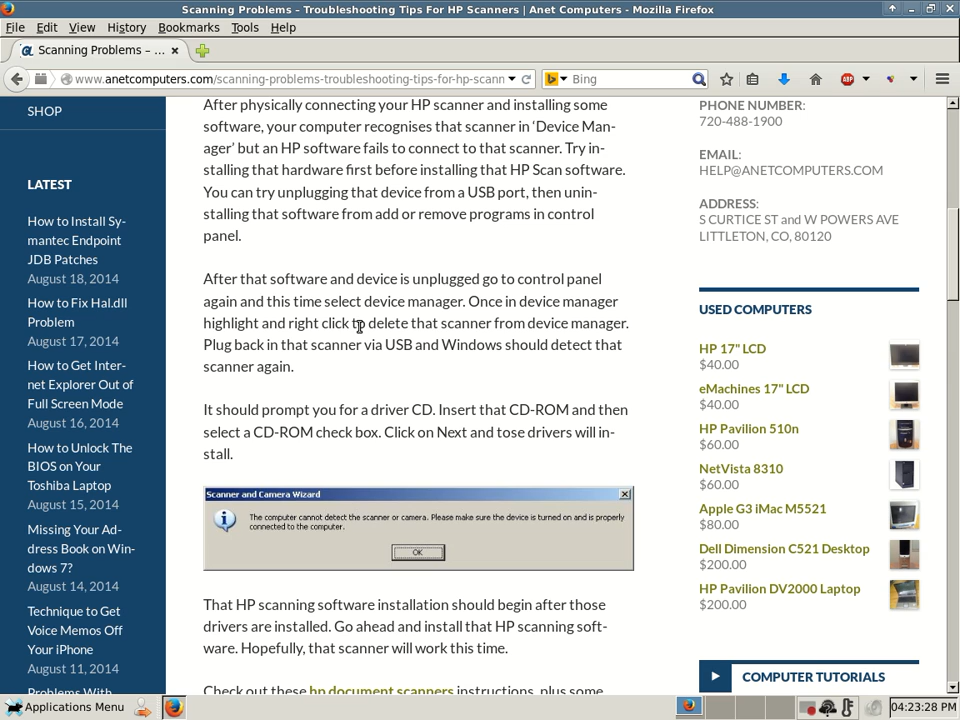 Scanning Problems – Troubleshooting Tips For HP Scanners | Anet Computers - Mozilla Firefox
File Edit View History Bookmarks Tools Help
Scanning Problems – ...
www.anetcomputers.com/scanning-problems-troubleshooting-tips-for-hp-scann
Bing
ABP
SHOP
LATEST
How to Install Sy-
mantec Endpoint
JDB Patches
August 18, 2014
How to Fix Hal.dll
Problem
August 17, 2014
How to Get Inter-
net Explorer Out of
Full Screen Mode
August 16, 2014
How to Unlock The
BIOS on Your
Toshiba Laptop
August 15, 2014
Missing Your Ad-
dress Book on Win-
dows 7?
August 14, 2014
Technique to Get
Voice Memos Off
Your iPhone
August 11, 2014
Problems With
After physically connecting your HP scanner and installing some
software, your computer recognises that scanner in ‘Device Man-
ager’ but an HP software fails to connect to that scanner. Try in-
stalling that hardware first before installing that HP Scan software.
You can try unplugging that device from a USB port, then unin-
stalling that software from add or remove programs in control
panel.
After that software and device is unplugged go to control panel
again and this time select device manager. Once in device manager
highlight and right click to delete that scanner from device manager.
Plug back in that scanner via USB and Windows should detect that
scanner again.
It should prompt you for a driver CD. Insert that CD-ROM and then
select a CD-ROM check box. Click on Next and tose drivers will in-
stall.
Scanner and Camera Wizard
The computer cannot detect the scanner or camera. Please make sure the device is turned on and is properly
connected to the computer.
OK
That HP scanning software installation should begin after those
drivers are installed. Go ahead and install that HP scanning soft-
ware. Hopefully, that scanner will work this time.
Check out these hp document scanners instructions, plus some
PHONE NUMBER:
720-488-1900
EMAIL:
HELP@ANETCOMPUTERS.COM
ADDRESS:
S CURTICE ST and W POWERS AVE
LITTLETON, CO, 80120
USED COMPUTERS
HP 17" LCD
$40.00
eMachines 17" LCD
$40.00
HP Pavilion 510n
$60.00
NetVista 8310
$60.00
Apple G3 iMac M5521
$80.00
Dell Dimension C521 Desktop
$200.00
HP Pavilion DV2000 Laptop
$200.00
COMPUTER TUTORIALS
Applications Menu
04:23:28 PM